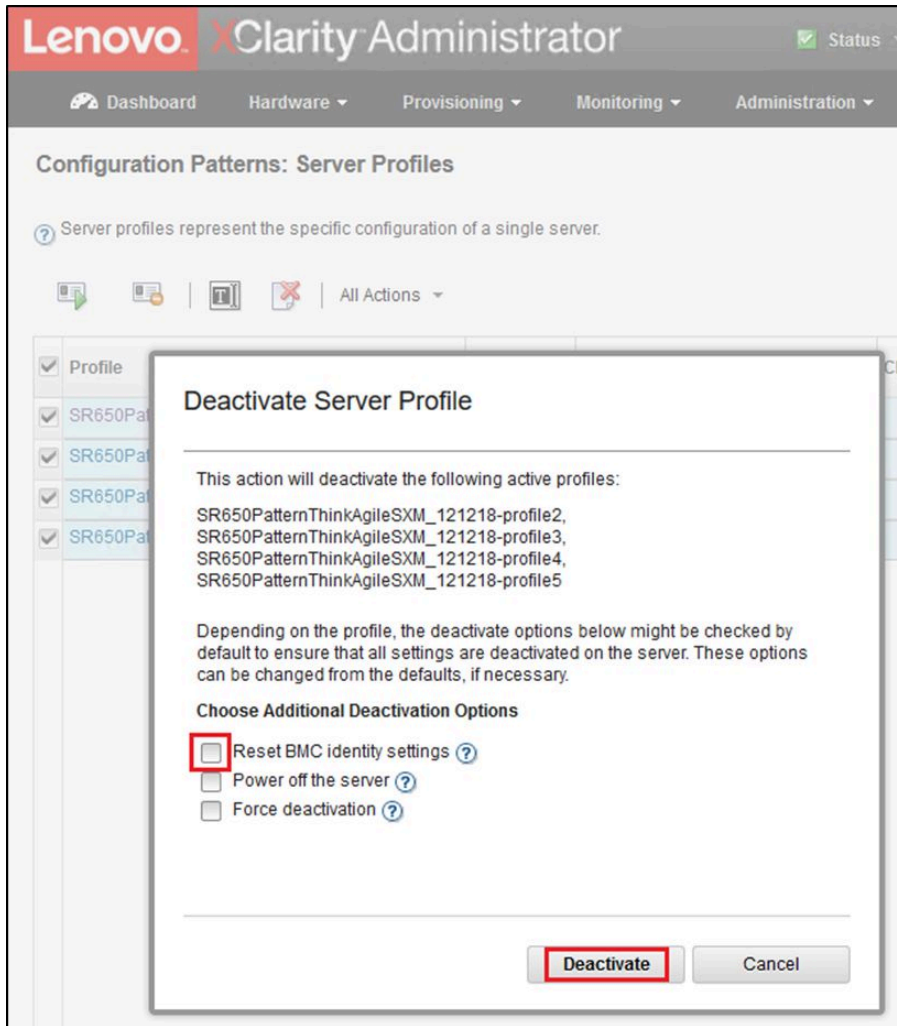 Lenovo. XClarity Administrator
Status
Dashboard Hardware Provisioning Monitoring Administration
Configuration Patterns: Server Profiles
? Server profiles represent the specific configuration of a single server.
All Actions
Profile
SR650Pat
SR650Pat
SR650Pat
SR650Pat
Deactivate Server Profile
This action will deactivate the following active profiles:
SR650PatternThinkAgileSXM_121218-profile2,
SR650PatternThinkAgileSXM_121218-profile3,
SR650PatternThinkAgileSXM_121218-profile4,
SR650PatternThinkAgileSXM_121218-profile5
Depending on the profile, the deactivate options below might be checked by
default to ensure that all settings are deactivated on the server. These options
can be changed from the defaults, if necessary.
Choose Additional Deactivation Options
Reset BMC identity settings ?
Power off the server ?
Force deactivation ?
Deactivate Cancel